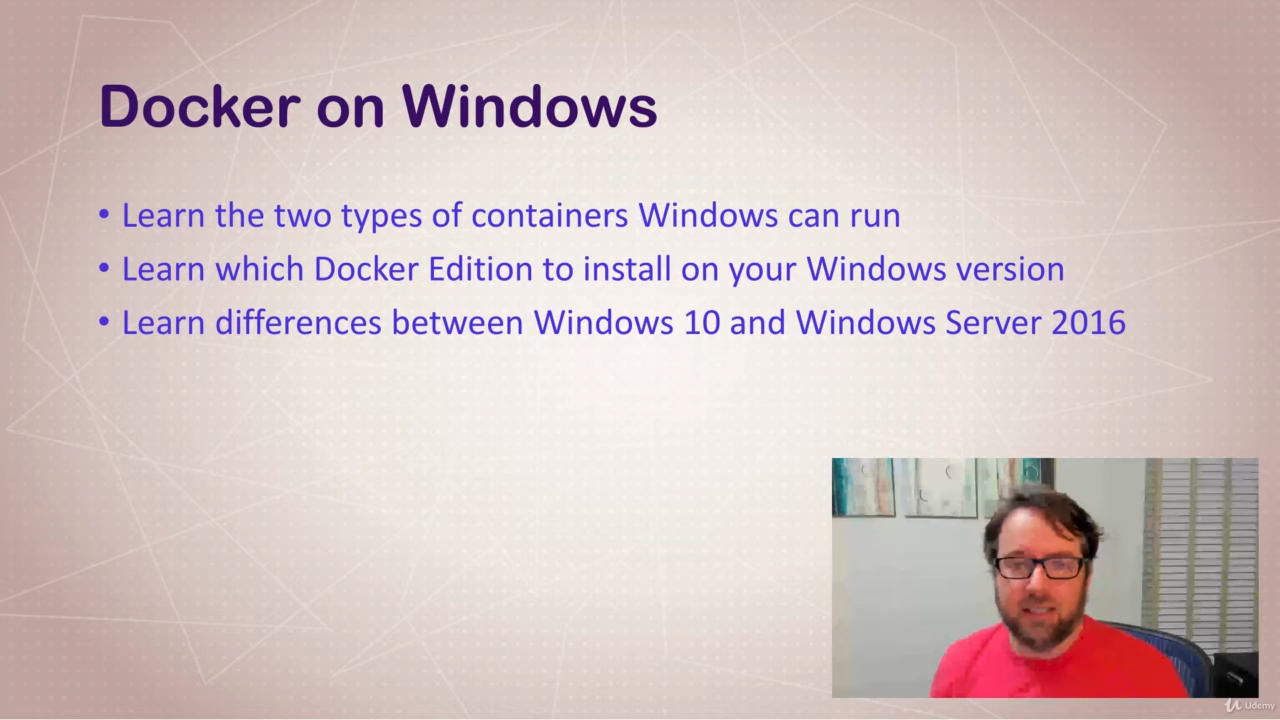 Docker on Windows
• Learn the two types of containers Windows can run
• Learn which Docker Edition to install on your Windows version
• Learn differences between Windows 10 and Windows Server 2016
Udemy